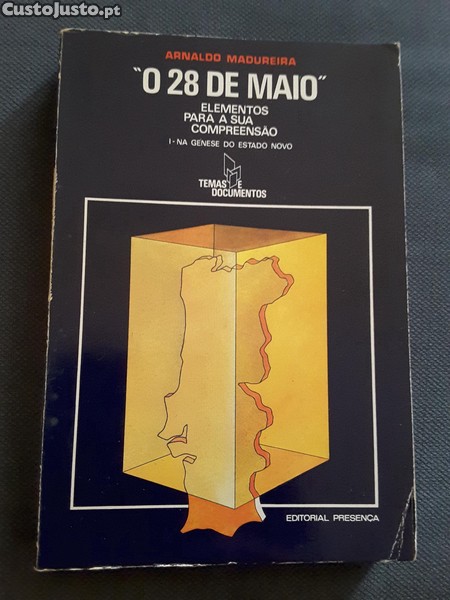 CustoJusto.pt
ARNALDO MADUREIRA
"O 28 DE MAIO"
ELEMENTOS
PARA A SUA
COMPREENSÃO
I - NA GÉNESE DO ESTADO NOVO
TEMAS E
DOCUMENTOS
EDITORIAL PRESENÇA